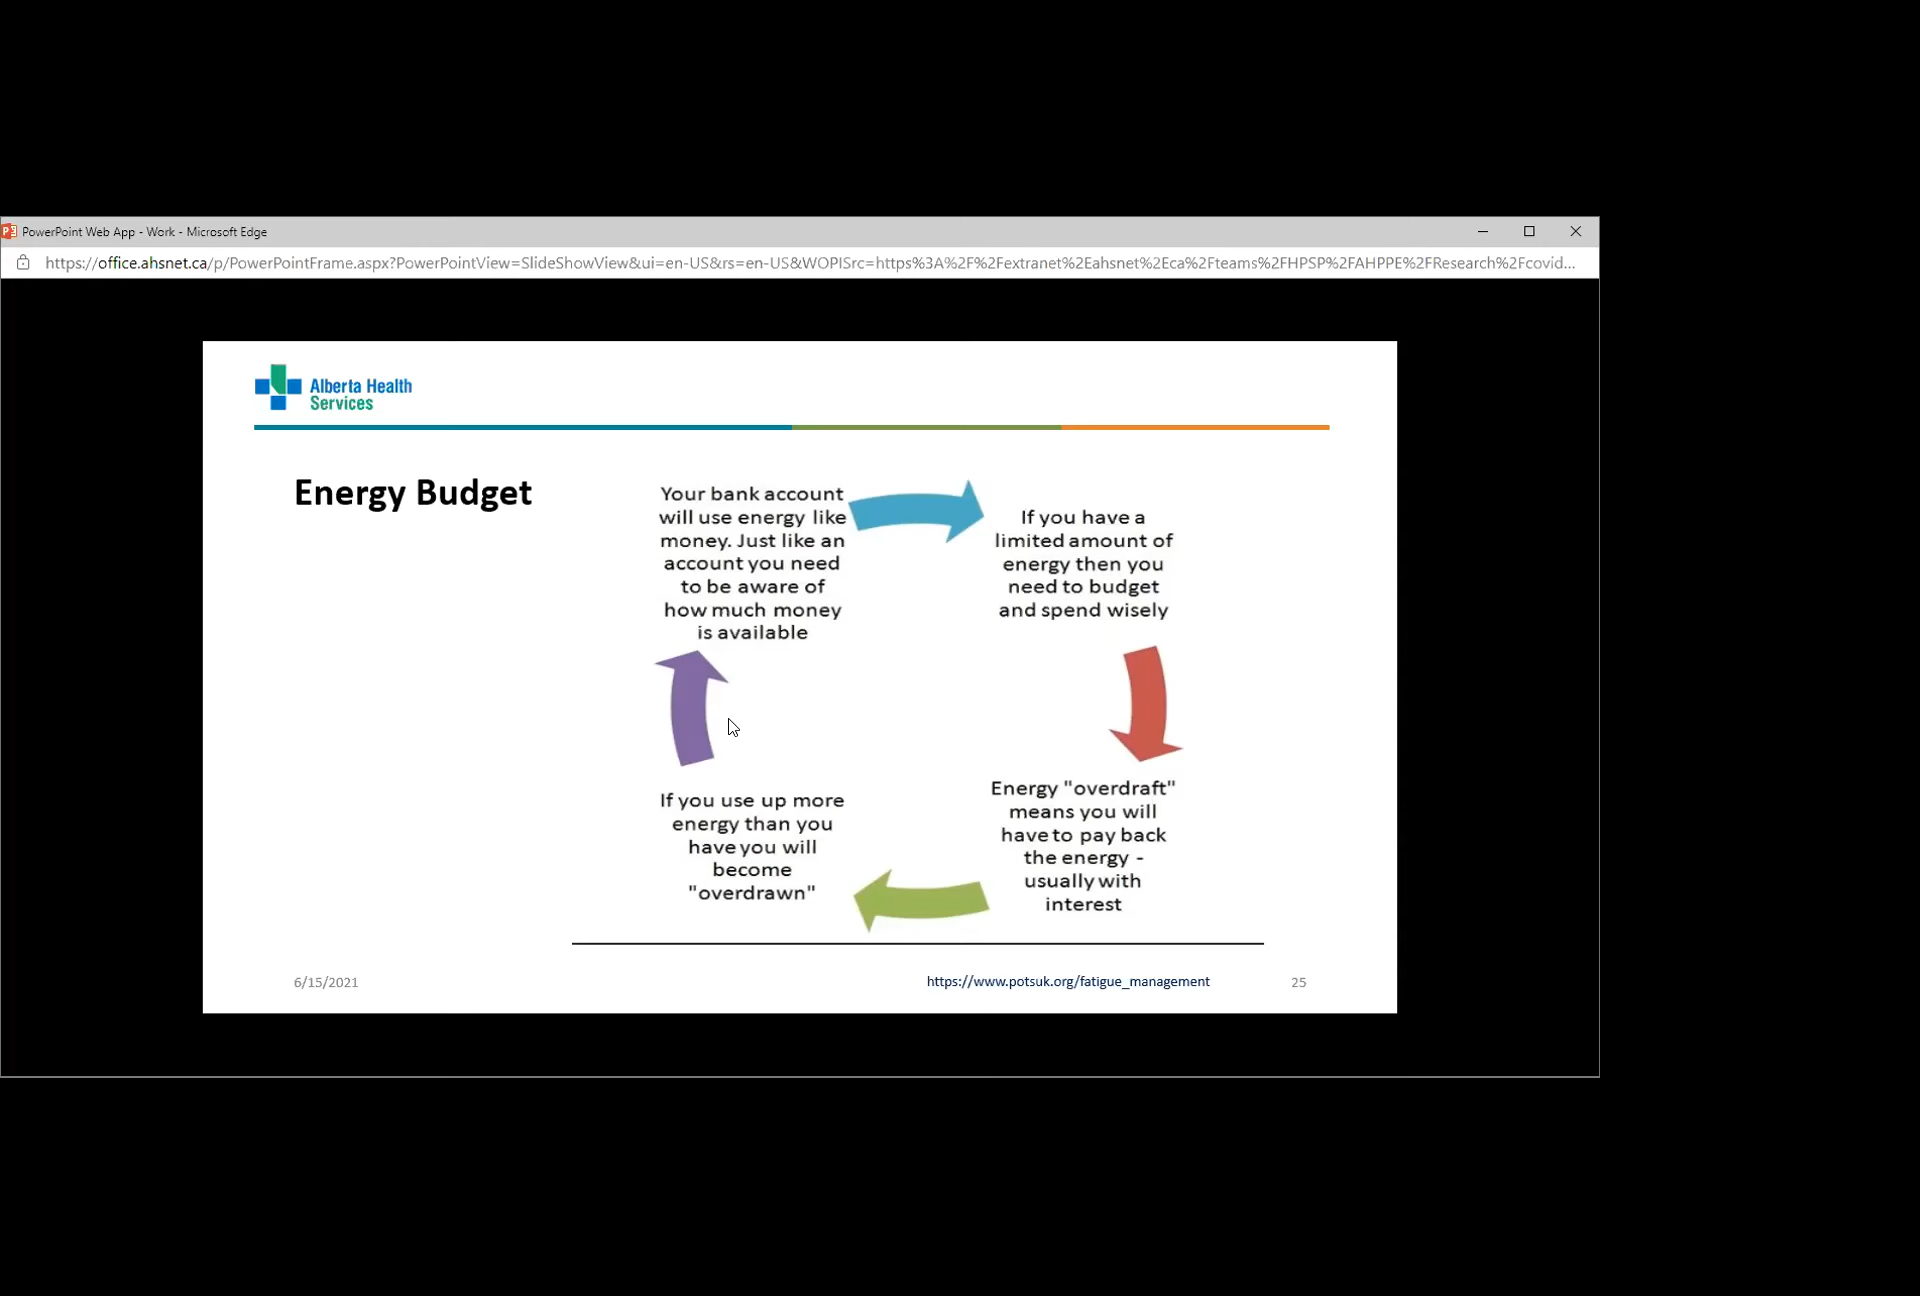 PowerPoint Web App - Work - Microsoft Edge
https://office.ahsnet.ca/p/PowerPointFrame.aspx?PowerPointView=SlideShowView&ui=en-US&rs=en-US&WOPISrc=https%3A%2F%2Fextranet%2Eahsnet%2Eca%2Fteams%2FHPSP%2FAHPPE%2FResearch%2Fcovid...
Alberta Health
Services
Energy Budget
Your bank account
will use energy like
money. Just like an
account you need
to be aware of
how much money
is available
If you have a
limited amount of
energy then you
need to budget
and spend wisely
Energy "overdraft"
means you will
have to pay back
the energy -
usually with
interest
If you use up more
energy than you
have you will
become
"overdrawn"
6/15/2021
https://www.potsuk.org/fatigue_management
25